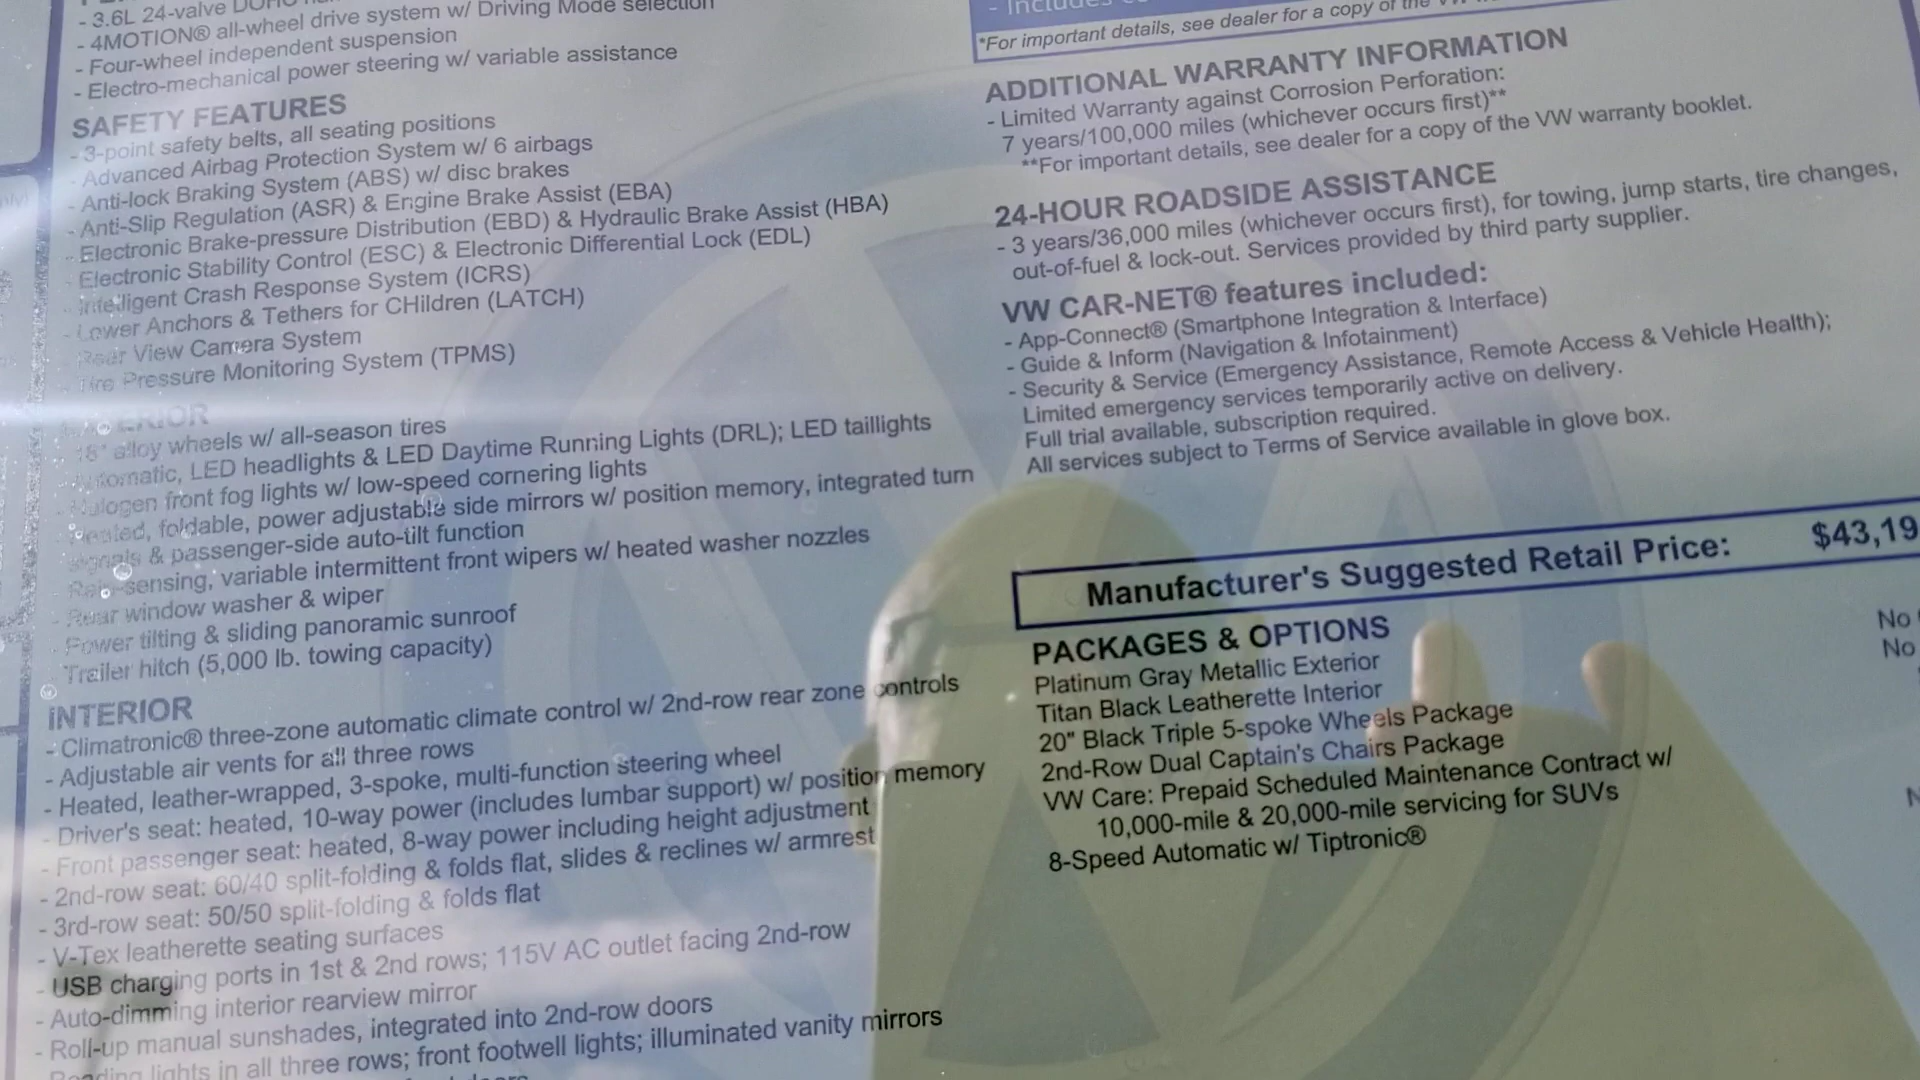 - 3.6L 24-valve DOHC
- 4MOTION® all-wheel drive system w/ Driving Mode selection
- Four-wheel independent suspension
- Electro-mechanical power steering w/ variable assistance
SAFETY FEATURES
- 3-point safety belts, all seating positions
- Advanced Airbag Protection System w/ 6 airbags
- Anti-lock Braking System (ABS) w/ disc brakes
- Anti-Slip Regulation (ASR) & Engine Brake Assist (EBA)
- Electronic Brake-pressure Distribution (EBD) & Hydraulic Brake Assist (HBA)
- Electronic Stability Control (ESC) & Electronic Differential Lock (EDL)
- Intelligent Crash Response System (ICRS)
- Lower Anchors & Tethers for CHildren (LATCH)
- Rear View Camera System
- Tire Pressure Monitoring System (TPMS)
EXTERIOR
- 18" alloy wheels w/ all-season tires
- Automatic, LED headlights & LED Daytime Running Lights (DRL); LED taillights
- Halogen front fog lights w/ low-speed cornering lights
- Heated, foldable, power adjustable side mirrors w/ position memory, integrated turn
signals & passenger-side auto-tilt function
- Rain-sensing, variable intermittent front wipers w/ heated washer nozzles
- Rear window washer & wiper
- Power tilting & sliding panoramic sunroof
- Trailer hitch (5,000 lb. towing capacity)
INTERIOR
- Climatronic® three-zone automatic climate control w/ 2nd-row rear zone controls
- Adjustable air vents for all three rows
- Heated, leather-wrapped, 3-spoke, multi-function steering wheel
- Driver's seat: heated, 10-way power (includes lumbar support) w/ position memory
- Front passenger seat: heated, 8-way power including height adjustment
- 2nd-row seat: 60/40 split-folding & folds flat, slides & reclines w/ armrest
- 3rd-row seat: 50/50 split-folding & folds flat
- V-Tex leatherette seating surfaces
- USB charging ports in 1st & 2nd rows; 115V AC outlet facing 2nd-row
- Auto-dimming interior rearview mirror
- Roll-up manual sunshades, integrated into 2nd-row doors
Reading lights in all three rows; front footwell lights; illuminated vanity mirrors
doors
- Includes
*For important details, see dealer for a copy of the VW
ADDITIONAL WARRANTY INFORMATION
- Limited Warranty against Corrosion Perforation:
7 years/100,000 miles (whichever occurs first)**
**For important details, see dealer for a copy of the VW warranty booklet.
24-HOUR ROADSIDE ASSISTANCE
- 3 years/36,000 miles (whichever occurs first), for towing, jump starts, tire changes,
out-of-fuel & lock-out. Services provided by third party supplier.
VW CAR-NET® features included:
- App-Connect® (Smartphone Integration & Interface)
- Guide & Inform (Navigation & Infotainment)
- Security & Service (Emergency Assistance, Remote Access & Vehicle Health);
Limited emergency services temporarily active on delivery.
Full trial available, subscription required.
All services subject to Terms of Service available in glove box.
Manufacturer's Suggested Retail Price: $43,19
PACKAGES & OPTIONS
Platinum Gray Metallic Exterior No
Titan Black Leatherette Interior No
20" Black Triple 5-spoke Wheels Package
2nd-Row Dual Captain's Chairs Package
VW Care: Prepaid Scheduled Maintenance Contract w/
10,000-mile & 20,000-mile servicing for SUVs
8-Speed Automatic w/ Tiptronic®